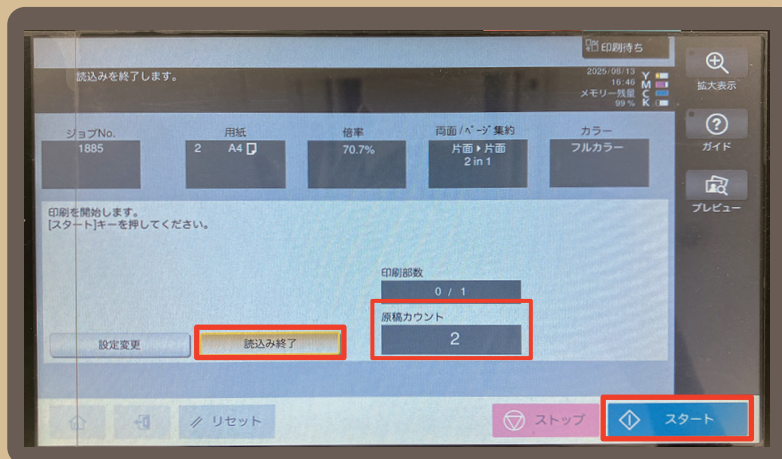 印刷待ち
読込みを終了します。
2025/08/13
16:46
メモリー残量
99 %
Y
M
C
K
拡大表示
ガイド
プレビュー
ジョブNo. 用紙 倍率 両面/ページ集約 カラー
1885 2 A4 70.7% 片面▶片面 フルカラー
2 in 1
印刷を開始します。
[スタート]キーを押してください。
印刷部数
0 / 1
原稿カウント
2
設定変更 読込み終了
リセット ストップ スタート